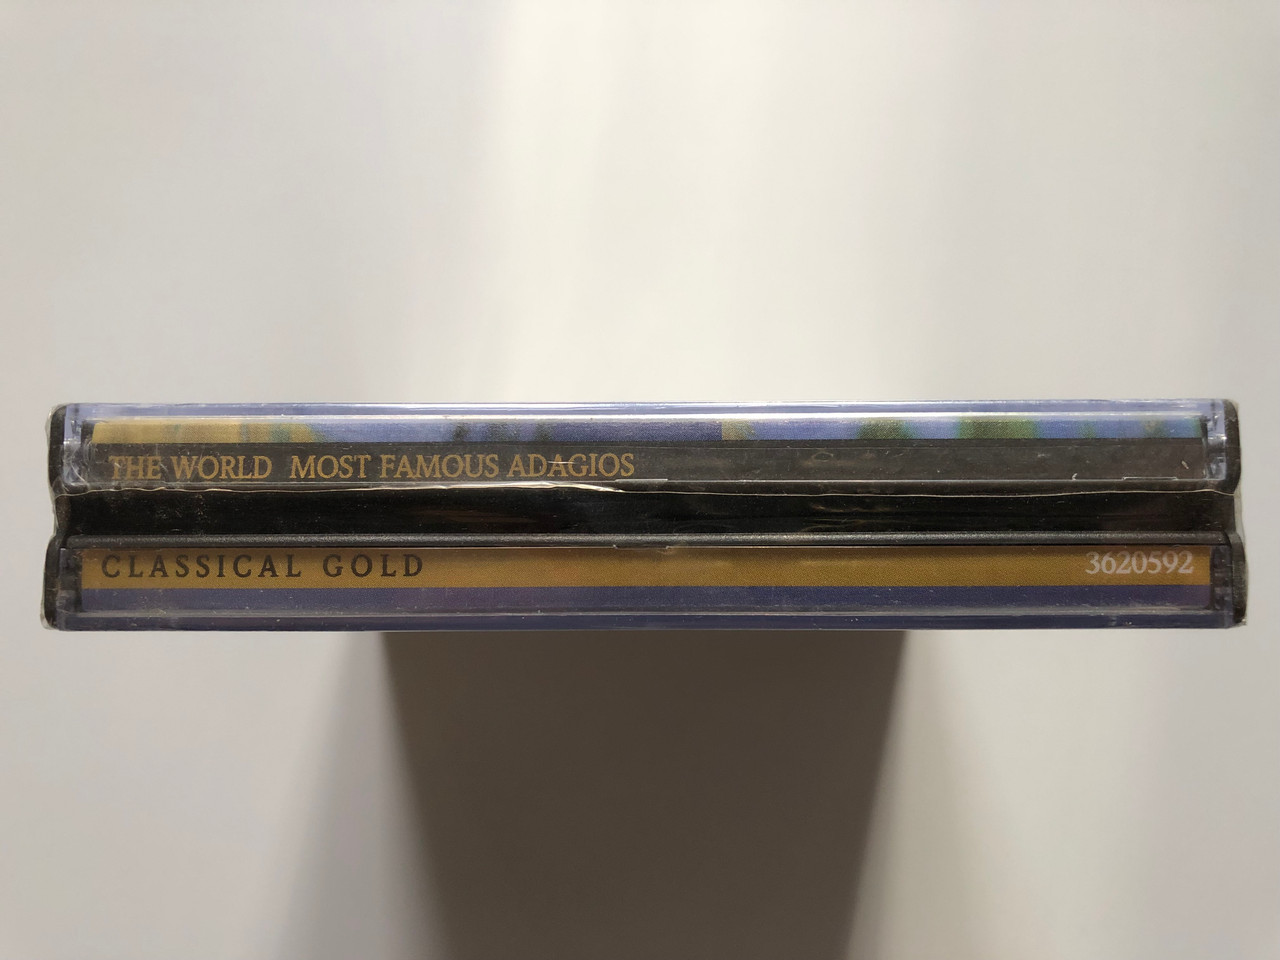 THE WORLD MOST FAMOUS ADAGIOS
CLASSICAL GOLD 3620592